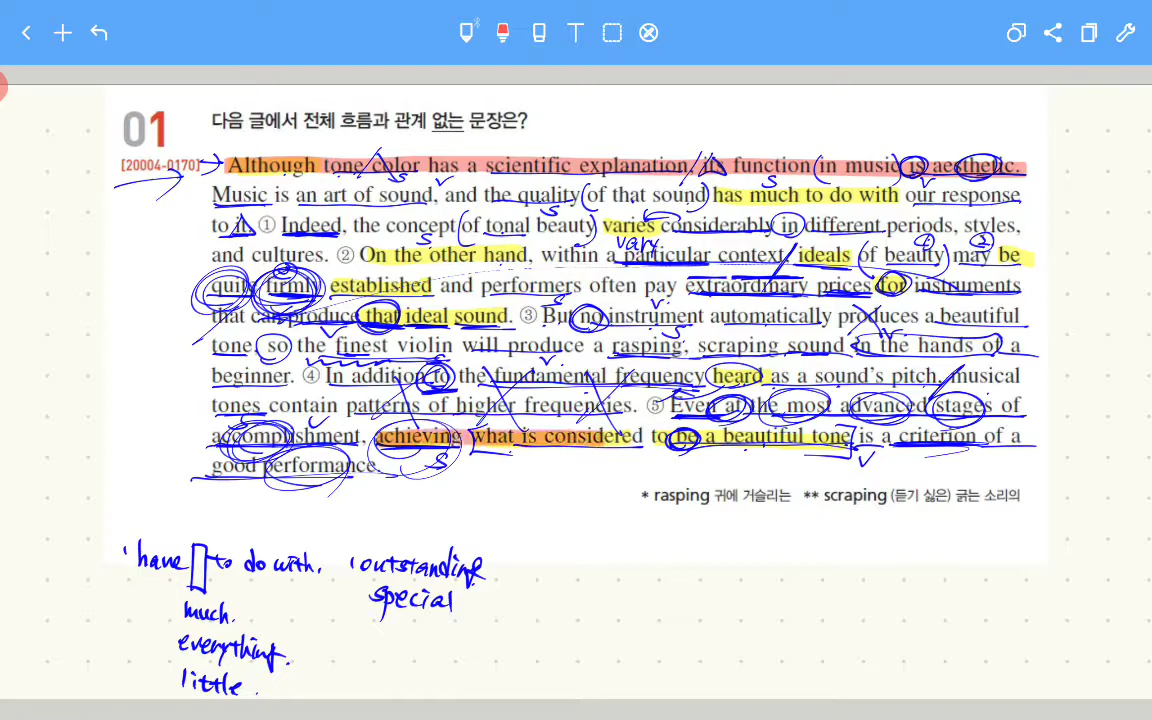 01
다음 글에서 전체 흐름과 관계 없는 문장은?
[20004-0170]
Although tone color has a scientific explanation, its function in music is aesthetic.
Music is an art of sound, and the quality of that sound has much to do with our response
to it. ① Indeed, the concept of tonal beauty varies considerably in different periods, styles,
vary
and cultures. ② On the other hand, within a particular context, ideals of beauty may be
① ②
③
quite firmly established and performers often pay extraordinary prices for instruments
that can produce that ideal sound. ③ But no instrument automatically produces a beautiful
tone, so the finest violin will produce a rasping, scraping sound in the hands of a
beginner. ④ In addition to the fundamental frequency heard as a sound's pitch, musical
tones contain patterns of higher frequencies. ⑤ Even at the most advanced stages of
accomplishment, achieving what is considered to be a beautiful tone is a criterion of a
good performance.
* rasping 귀에 거슬리는 ** scraping (듣기 싫은) 긁는 소리의
have to do with. outstanding
special
much.
everything.
little.